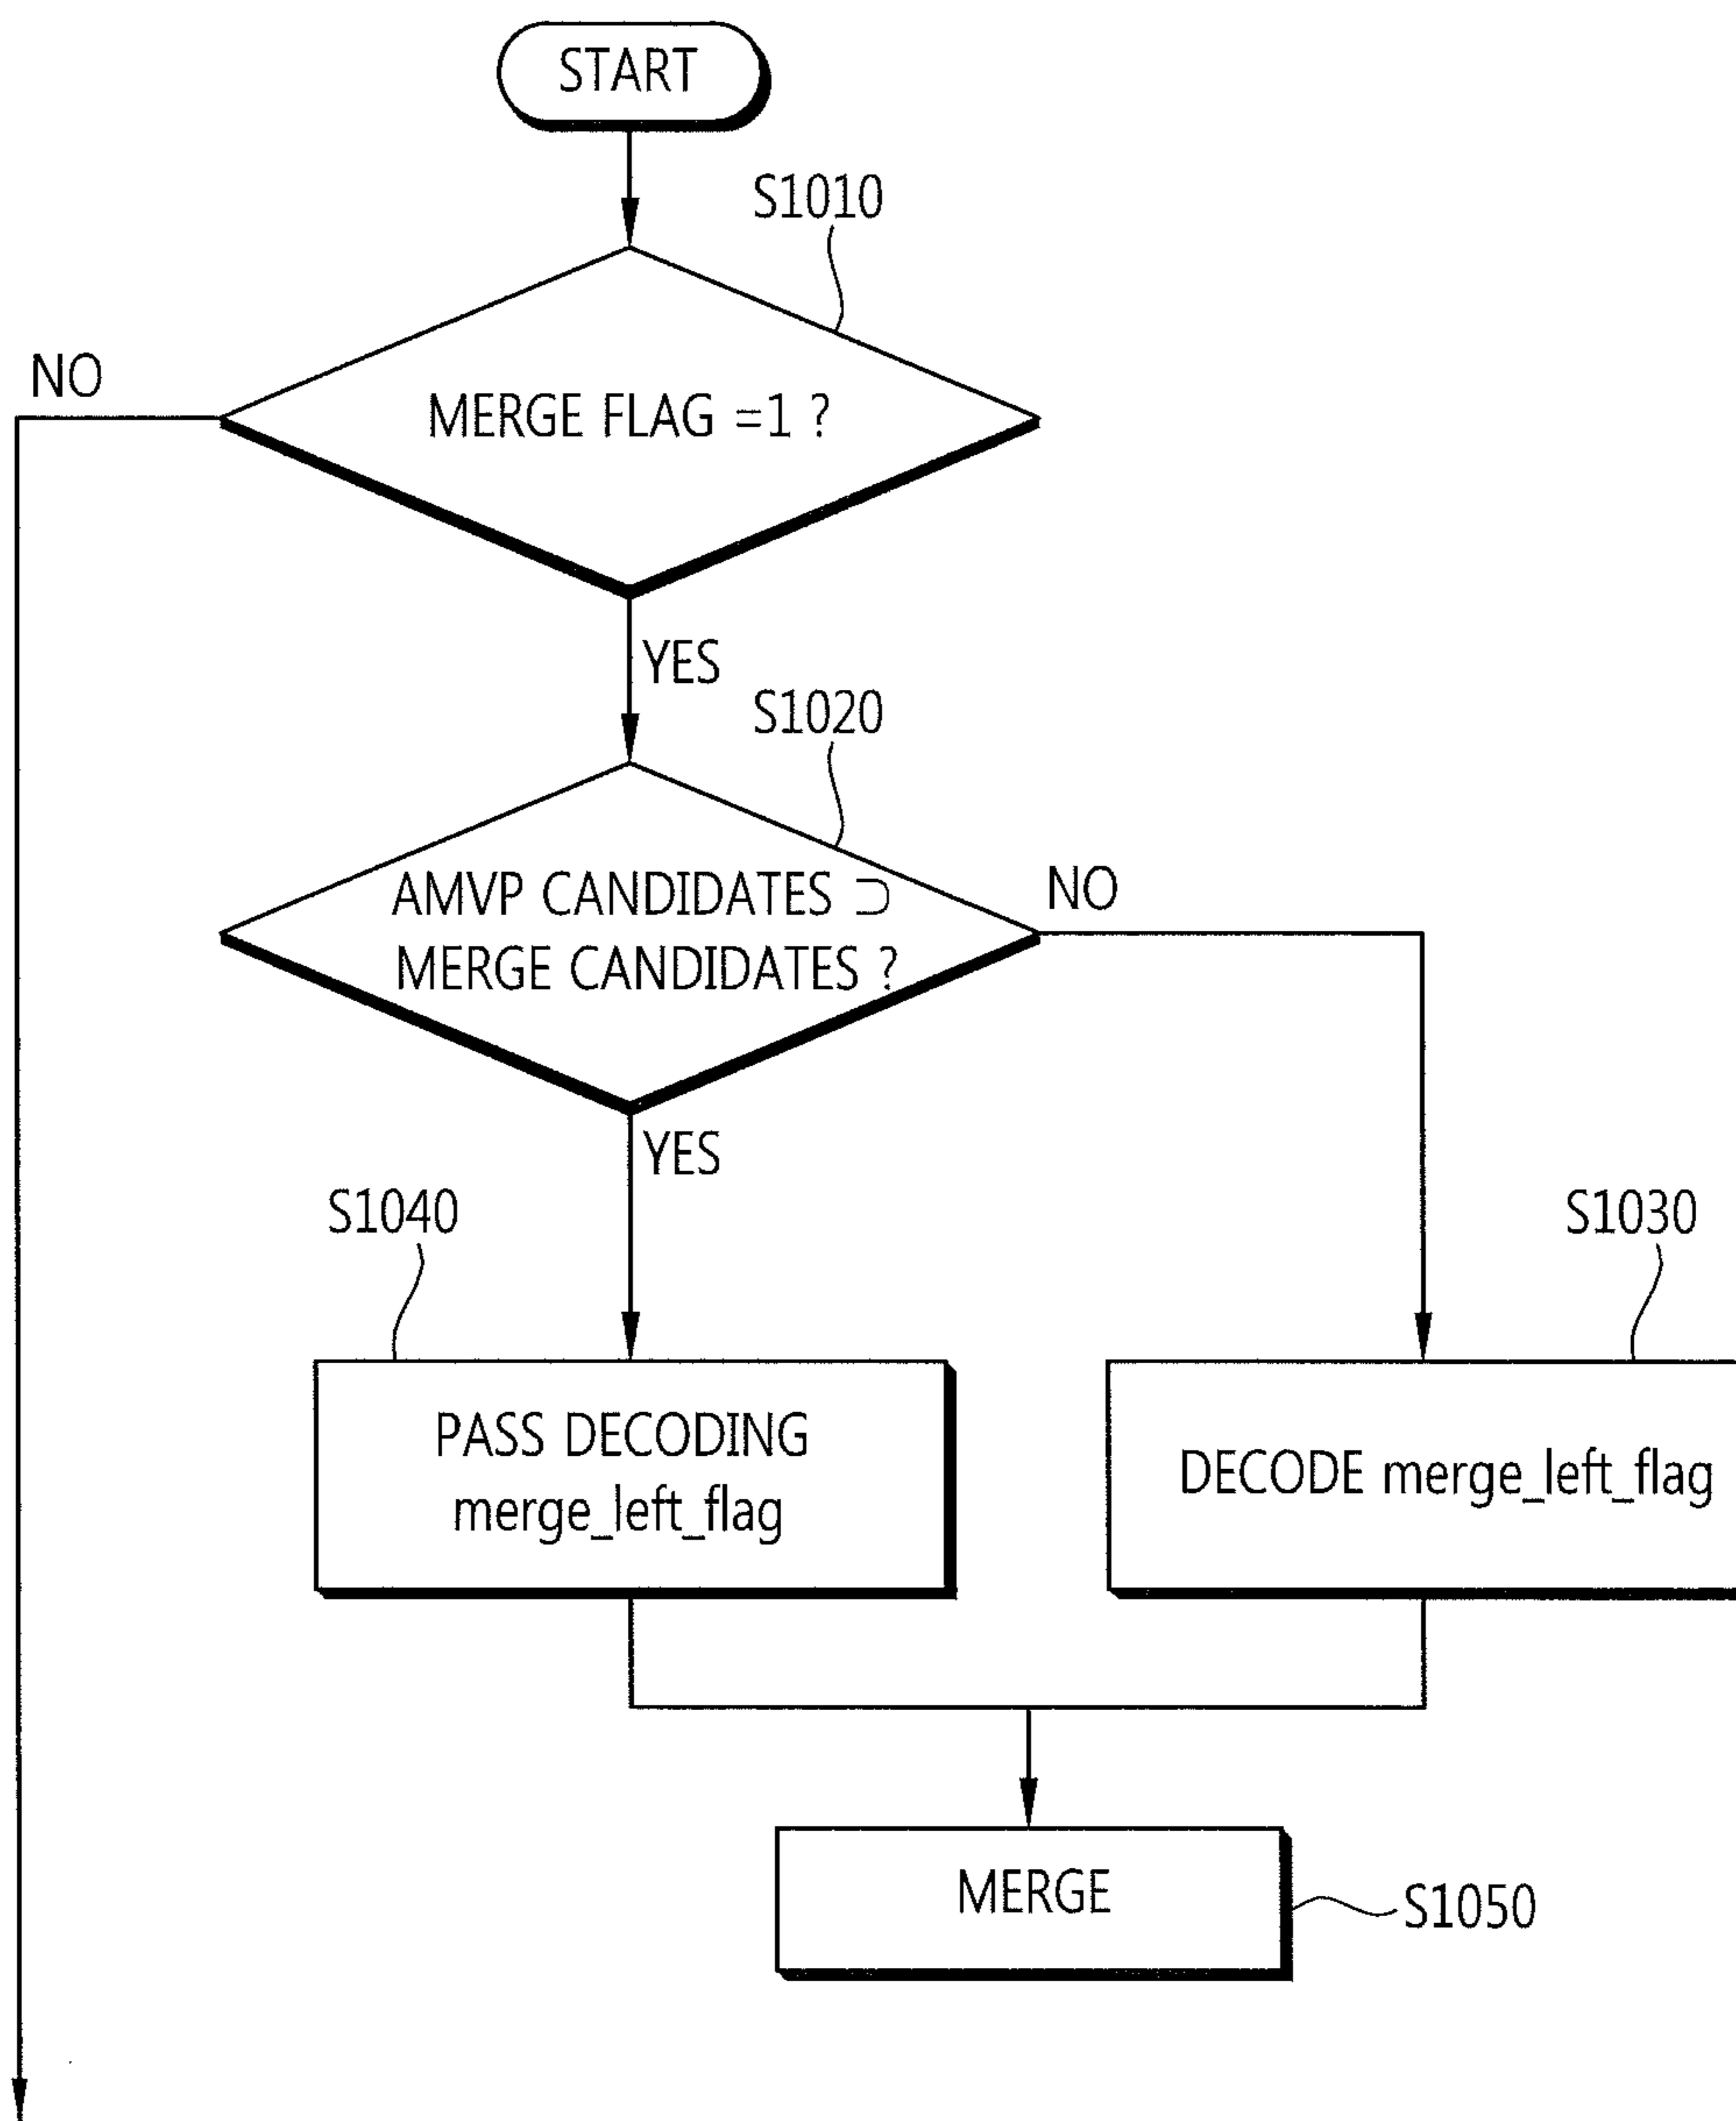 START
S1010
NO
MERGE FLAG =1 ?
YES
S1020
AMVP CANDIDATES ⊃
MERGE CANDIDATES ?
NO
YES
S1040
S1030
PASS DECODING
merge_left_flag
DECODE merge_left_flag
MERGE
S1050